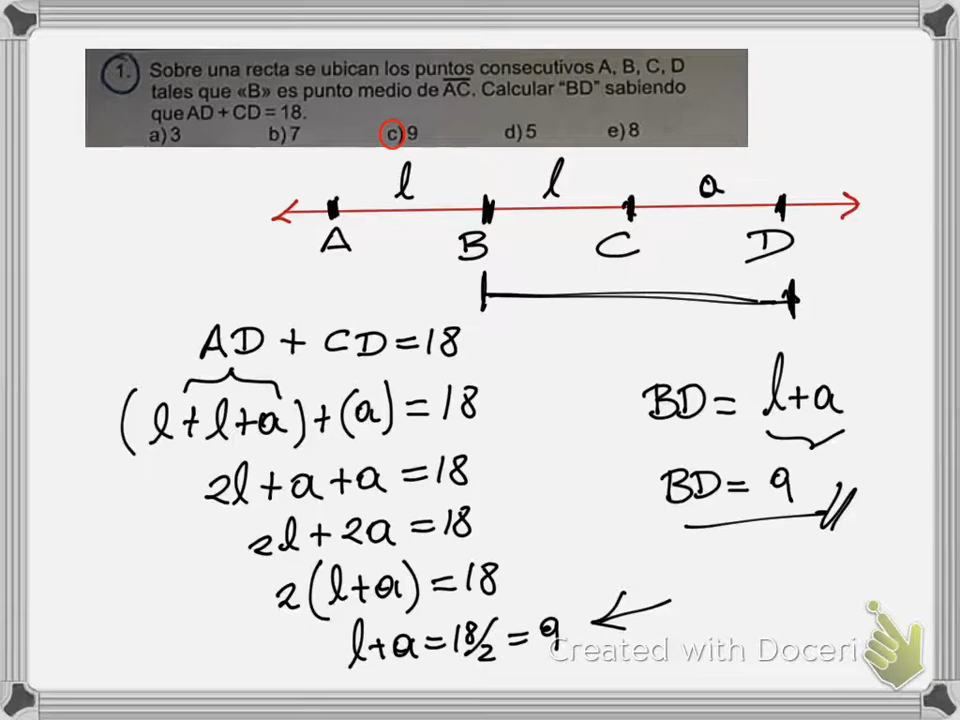 1. Sobre una recta se ubican los puntos consecutivos A, B, C, D
tales que «B» es punto medio de A̅C̅. Calcular "BD" sabiendo
que AD + CD = 18.
a) 3 b) 7 c) 9 d) 5 e) 8
l l a
A B C D
AD + CD = 18
(l + l + a) + (a) = 18
2l + a + a = 18
2l + 2a = 18
2(l + a) = 18
l + a = 18/2 = 9
BD = l + a
BD = 9
Created with Doceri